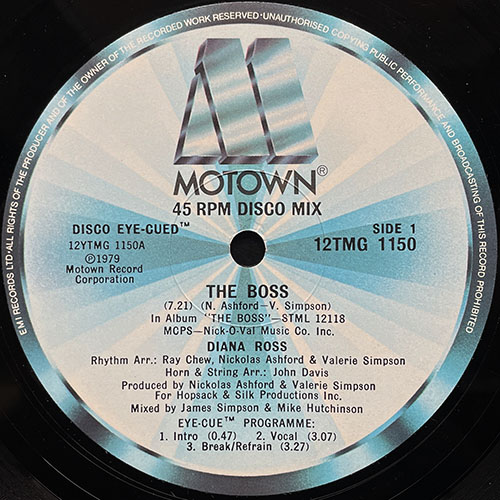 EMI RECORDS LTD·ALL RIGHTS OF THE PRODUCER AND OF THE OWNER OF THE RECORDED WORK RESERVED·UNAUTHORISED COPYING PUBLIC PERFORMANCE AND BROADCASTING OF THIS RECORD PROHIBITED
M
MOTOWN®
45 RPM DISCO MIX
DISCO EYE-CUED™
12YTMG 1150A
℗1979
Motown Record
Corporation
SIDE 1
12TMG 1150
THE BOSS
(7.21) (N. Ashford—V. Simpson)
In Album "THE BOSS"—STML 12118
MCPS—Nick-O-Val Music Co. Inc.
DIANA ROSS
Rhythm Arr.: Ray Chew, Nickolas Ashford & Valerie Simpson
Horn & String Arr.: John Davis
Produced by Nickolas Ashford & Valerie Simpson
For Hopsack & Silk Productions Inc.
Mixed by James Simpson & Mike Hutchinson
EYE-CUE™ PROGRAMME:
1. Intro (0.47) 2. Vocal (3.07)
3. Break/Refrain (3.27)